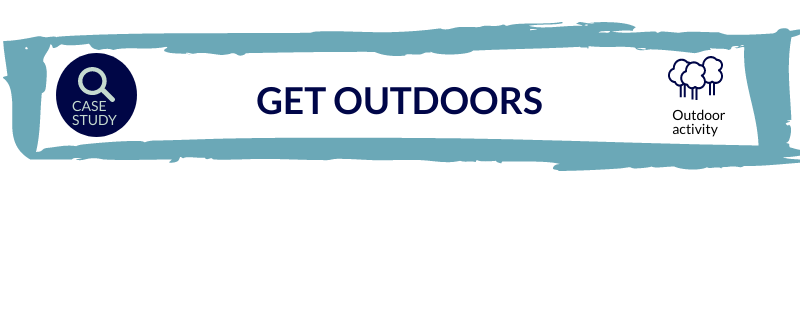 CASE
STUDY
GET OUTDOORS
Outdoor
activity